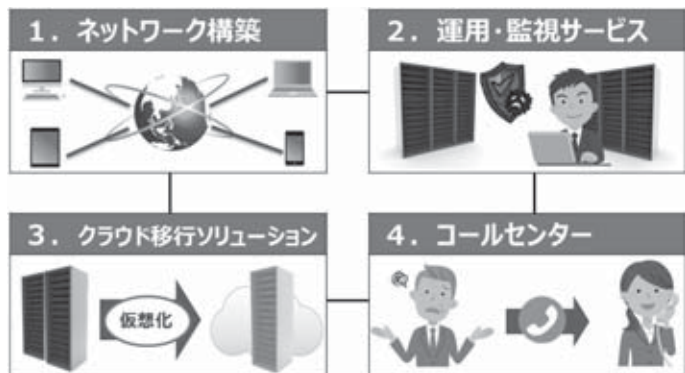 1．ネットワーク構築
2．運用・監視サービス
3．クラウド移行ソリューション
仮想化
4．コールセンター